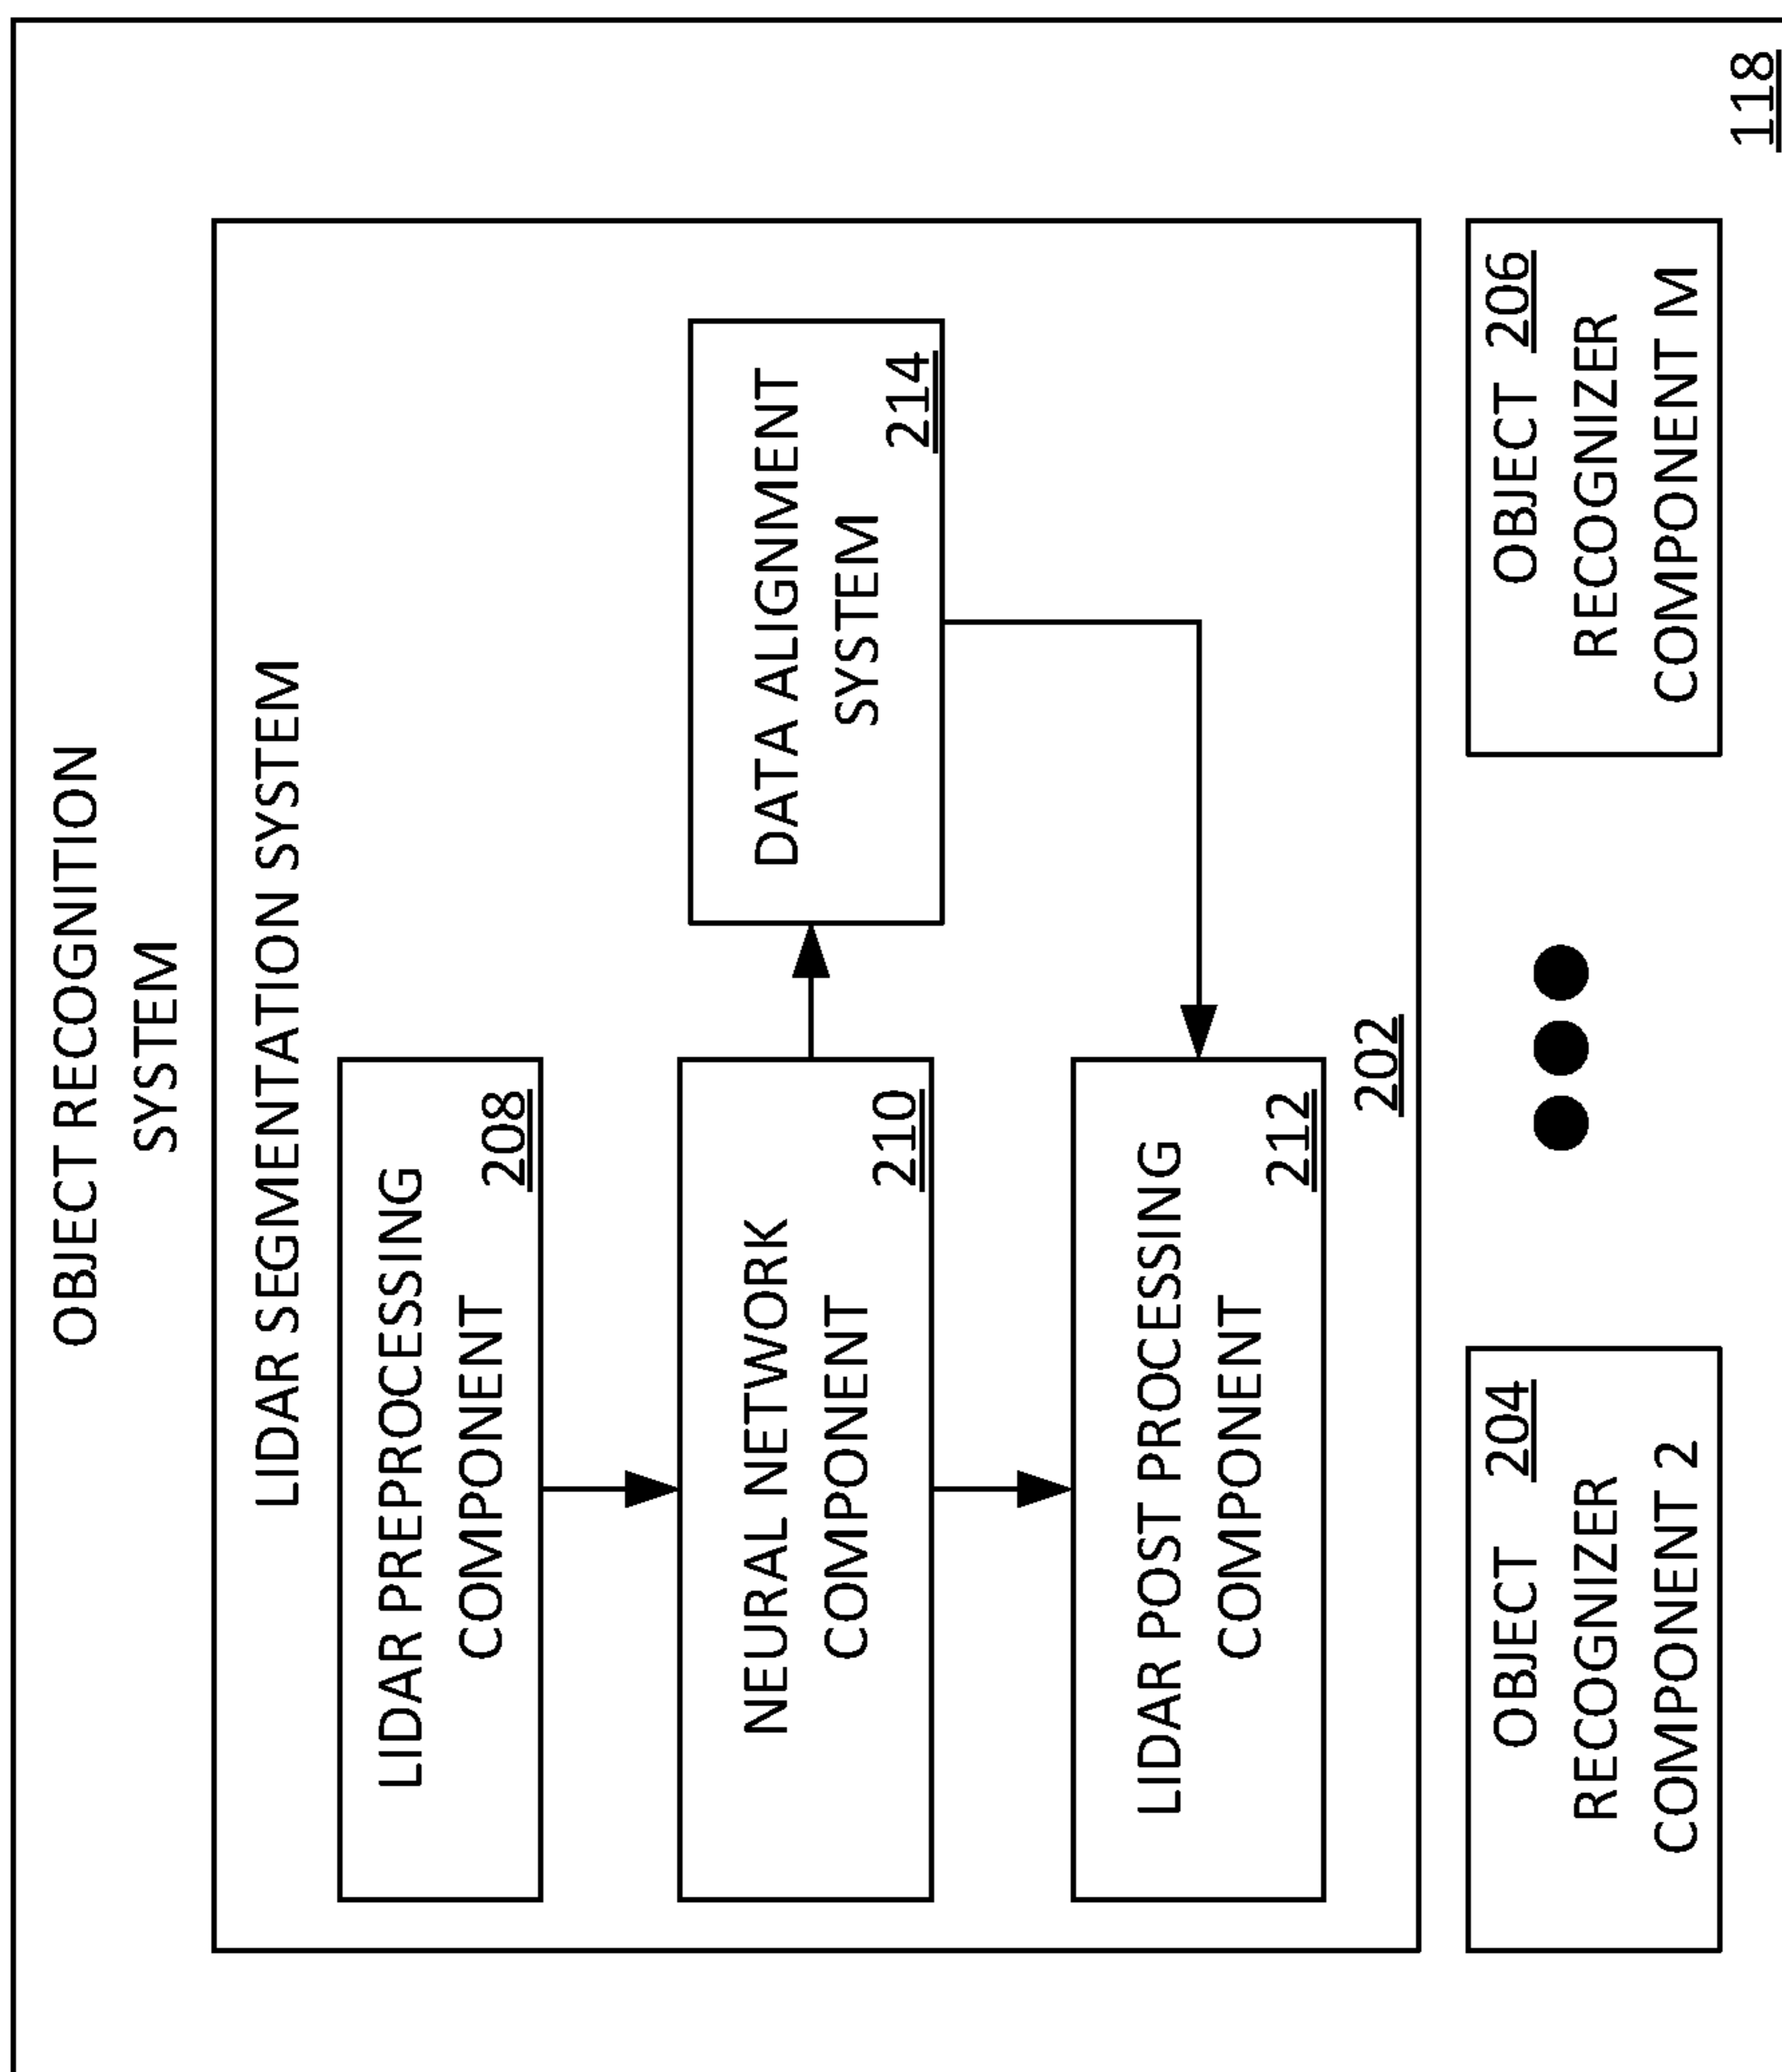 OBJECT RECOGNITION
SYSTEM
LIDAR SEGMENTATION SYSTEM
LIDAR PREPROCESSING
COMPONENT
208
NEURAL NETWORK
COMPONENT
210
DATA ALIGNMENT
SYSTEM
214
LIDAR POST PROCESSING
COMPONENT
212
202
OBJECT 204
RECOGNIZER
COMPONENT 2
OBJECT 206
RECOGNIZER
COMPONENT M
118